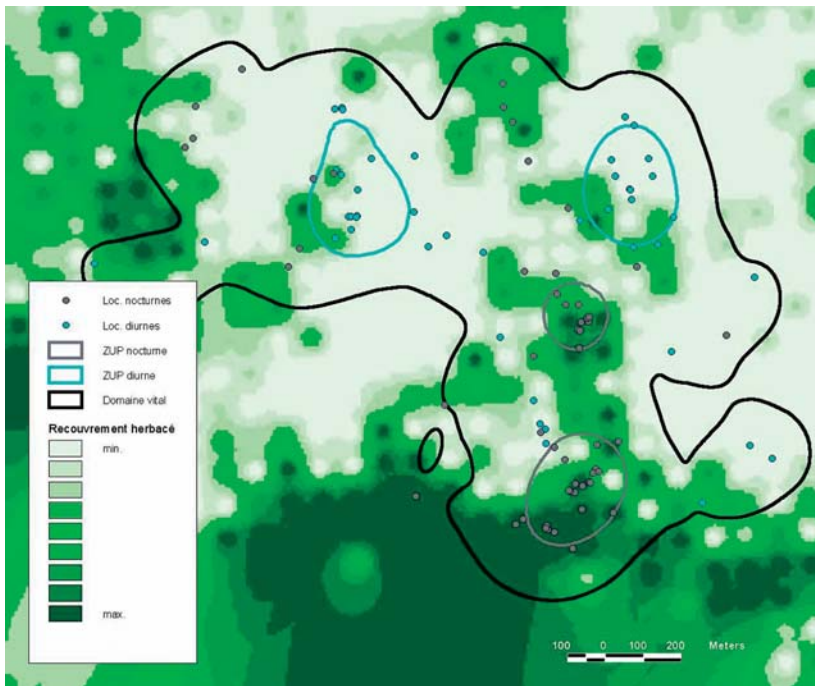 Loc. nocturnes
Loc. diurnes
ZUP nocturne
ZUP diurne
Domaine vital
Recouvrement herbacé
min.
max.
100 0 100 200 Meters